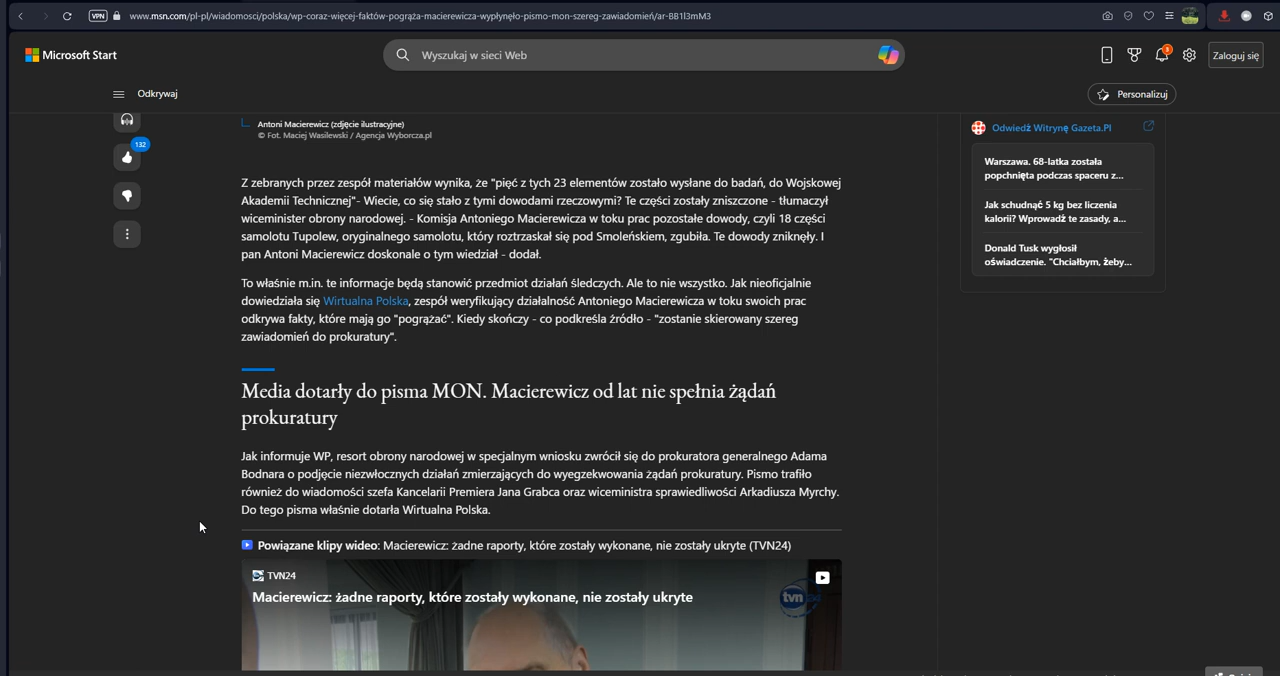 VPN
www.msn.com/pl-pl/wiadomosci/polska/wp-coraz-więcej-faktów-pogrąża-macierewicza-wypłynęło-pismo-mon-szereg-zawiadomień/ar-BB1l3mM3
Microsoft Start
Wyszukaj w sieci Web
3
Zaloguj się
Odkrywaj
Personalizuj
132
Antoni Macierewicz (zdjęcie ilustracyjne)
© Fot. Maciej Wasilewski / Agencja Wyborcza.pl
Z zebranych przez zespół materiałów wynika, że "pięć z tych 23 elementów zostało wysłane do badań, do Wojskowej
Akademii Technicznej"- Wiecie, co się stało z tymi dowodami rzeczowymi? Te części zostały zniszczone - tłumaczył
wiceminister obrony narodowej. - Komisja Antoniego Macierewicza w toku prac pozostałe dowody, czyli 18 części
samolotu Tupolew, oryginalnego samolotu, który roztrzaskał się pod Smoleńskiem, zgubiła. Te dowody zniknęły. I
pan Antoni Macierewicz doskonale o tym wiedział - dodał.
To właśnie m.in. te informacje będą stanowić przedmiot działań śledczych. Ale to nie wszystko. Jak nieoficjalnie
dowiedziała się Wirtualna Polska, zespół weryfikujący działalność Antoniego Macierewicza w toku swoich prac
odkrywa fakty, które mają go "pogrążać". Kiedy skończy - co podkreśla źródło - "zostanie skierowany szereg
zawiadomień do prokuratury".
Media dotarły do pisma MON. Macierewicz od lat nie spełnia żądań
prokuratury
Jak informuje WP, resort obrony narodowej w specjalnym wniosku zwrócił się do prokuratora generalnego Adama
Bodnara o podjęcie niezwłocznych działań zmierzających do wyegzekwowania żądań prokuratury. Pismo trafiło
również do wiadomości szefa Kancelarii Premiera Jana Grabca oraz wiceministra sprawiedliwości Arkadiusza Myrchy.
Do tego pisma właśnie dotarła Wirtualna Polska.
Powiązane klipy wideo: Macierewicz: żadne raporty, które zostały wykonane, nie zostały ukryte (TVN24)
TVN24
Macierewicz: żadne raporty, które zostały wykonane, nie zostały ukryte
tvn
Odwiedź Witrynę Gazeta.Pl
Warszawa. 68-latka została
popchnięta podczas spaceru z...
Jak schudnąć 5 kg bez liczenia
kalorii? Wprowadź te zasady, a...
Donald Tusk wygłosił
oświadczenie. "Chciałbym, żeby...